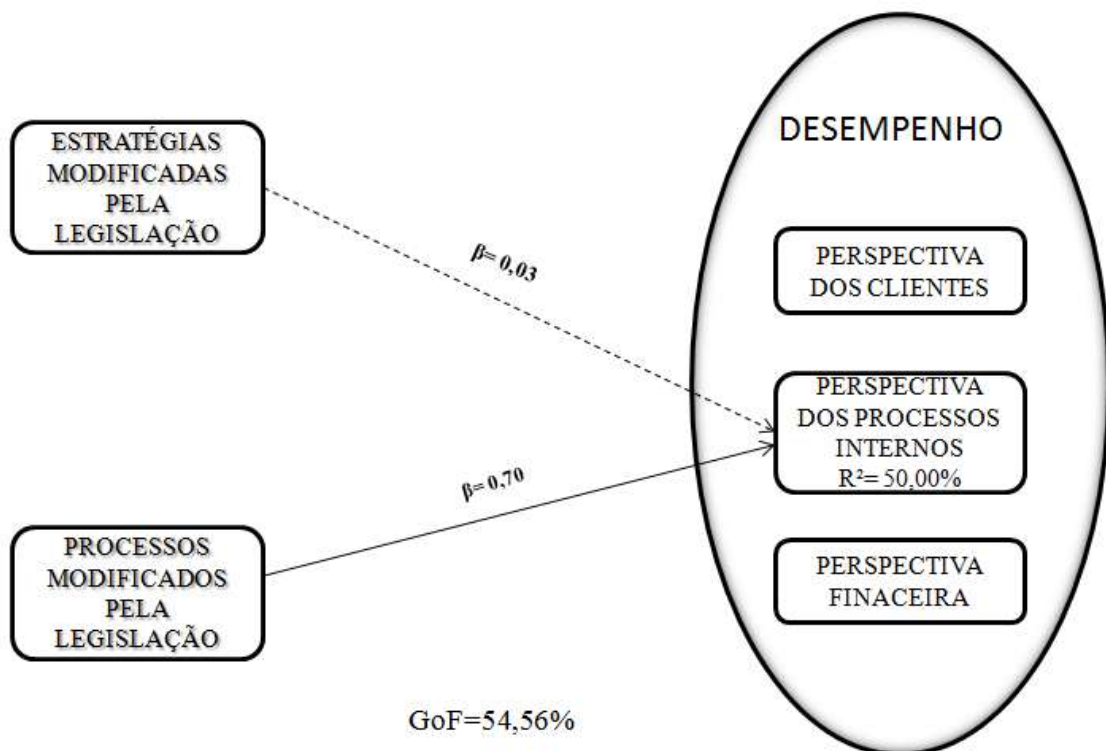 ESTRATÉGIAS
MODIFICADAS
PELA
LEGISLAÇÃO
β= 0,03
β= 0,70
PROCESSOS
MODIFICADOS
PELA
LEGISLAÇÃO
DESEMPENHO
PERSPECTIVA
DOS CLIENTES
PERSPECTIVA
DOS PROCESSOS
INTERNOS
R²= 50,00%
PERSPECTIVA
FINACEIRA
GoF=54,56%